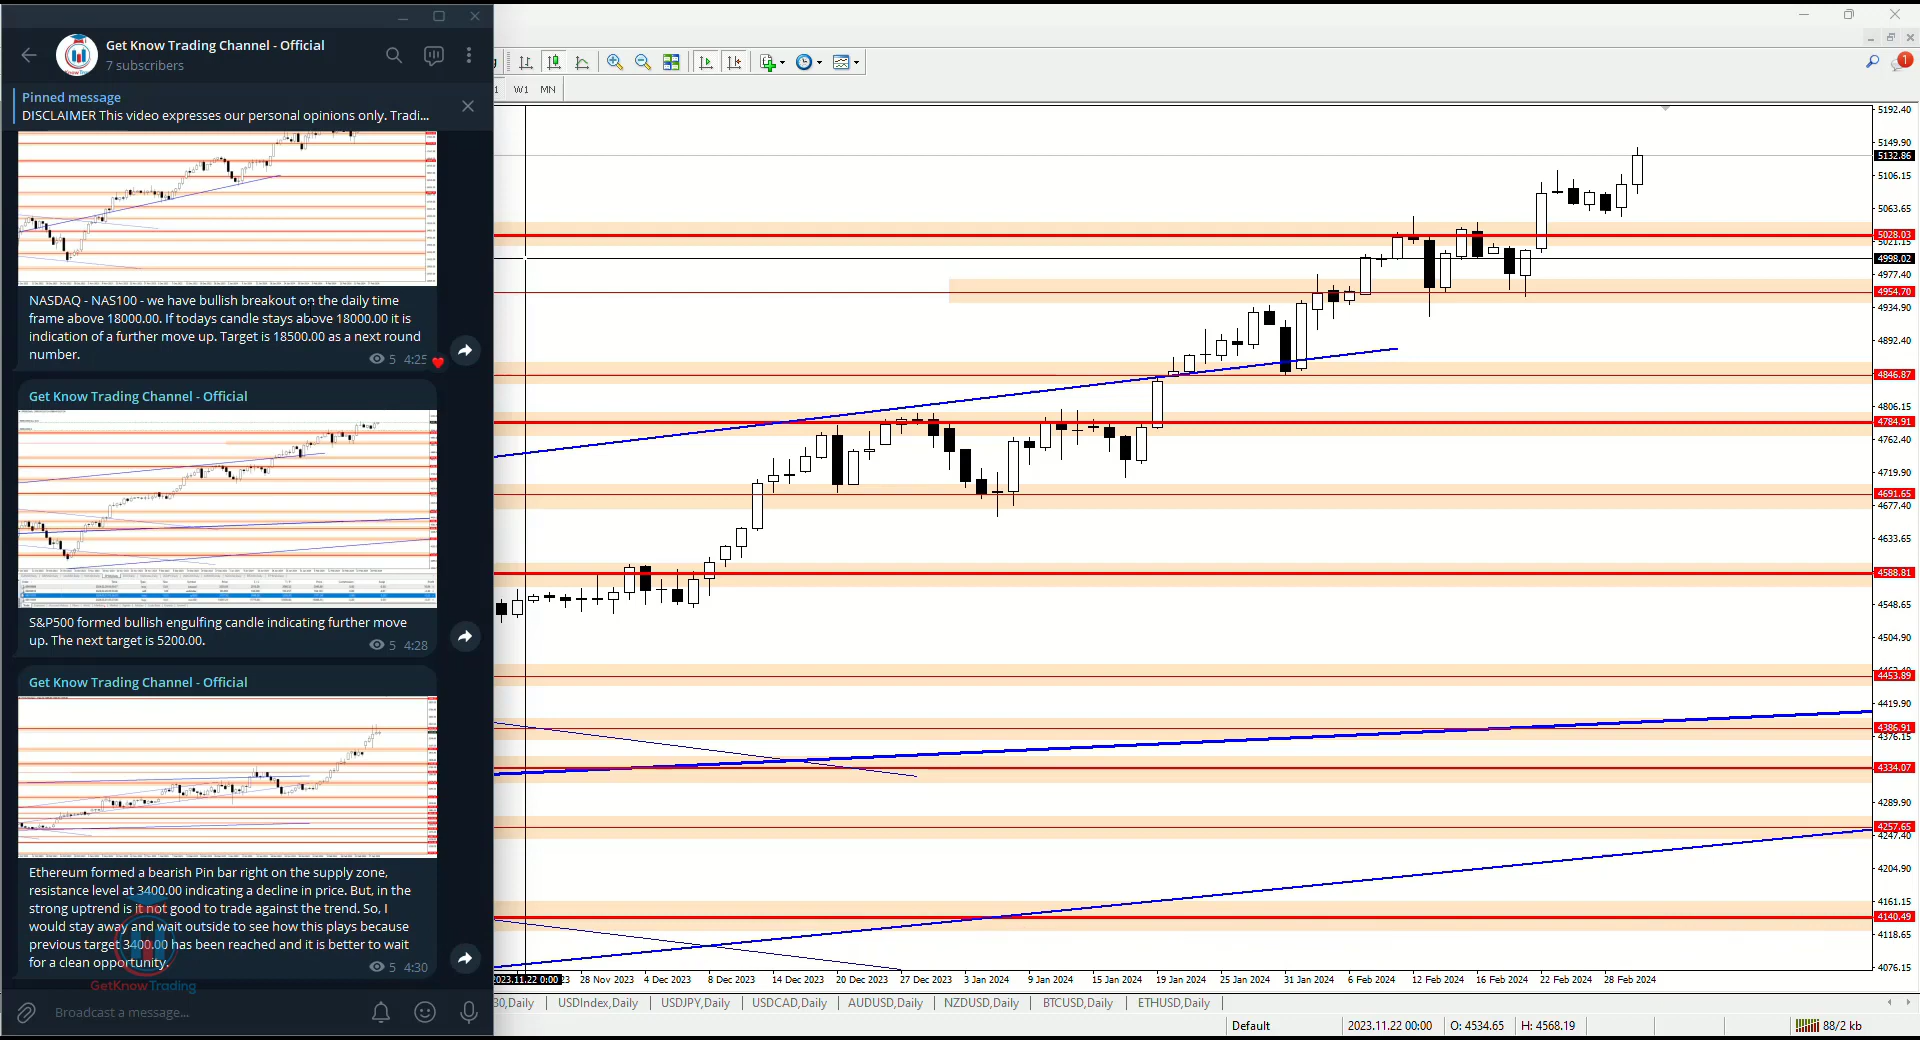 Get Know Trading Channel - Official
7 subscribers
Pinned message
DISCLAIMER This video expresses our personal opinions only. Tradi...
NASDAQ - NAS100 - we have bullish breakout on the daily time
frame above 18000.00. If todays candle stays above 18000.00 it is
indication of a further move up. Target is 18500.00 as a next round
number.
5 4:25
Get Know Trading Channel - Official
S&P500 formed bullish engulfing candle indicating further move
up. The next target is 5200.00.
5 4:28
Get Know Trading Channel - Official
Ethereum formed a bearish Pin bar right on the supply zone,
resistance level at 3400.00 indicating a decline in price. But, in the
strong uptrend is it not good to trade against the trend. So, I
would stay away and wait outside to see how this plays because
previous target 3400.00 has been reached and it is better to wait
for a clean opportunity.
5 4:30
GetKnowTrading
Broadcast a message...
1
W1 MN
5192.40
5149.90
5132.86
5106.15
5063.65
5028.03
5021.15
4998.02
4977.40
4954.70
4934.90
4892.40
4846.87
4806.15
4784.91
4762.40
4719.90
4691.65
4677.40
4633.65
4588.81
4548.65
4504.90
4453.89
4419.90
4386.91
4376.15
4334.07
4289.90
4257.65
4247.40
4204.90
4161.15
4140.49
4118.65
4076.15
2023.11.22 0:00 23 28 Nov 2023 4 Dec 2023 8 Dec 2023 14 Dec 2023 20 Dec 2023 27 Dec 2023 3 Jan 2024 9 Jan 2024 15 Jan 2024 19 Jan 2024 25 Jan 2024 31 Jan 2024 6 Feb 2024 12 Feb 2024 16 Feb 2024 22 Feb 2024 28 Feb 2024
30,Daily USDIndex,Daily USDJPY,Daily USDCAD,Daily AUDUSD,Daily NZDUSD,Daily BTCUSD,Daily ETHUSD,Daily
Default 2023.11.22 00:00 O: 4534.65 H: 4568.19 88/2 kb